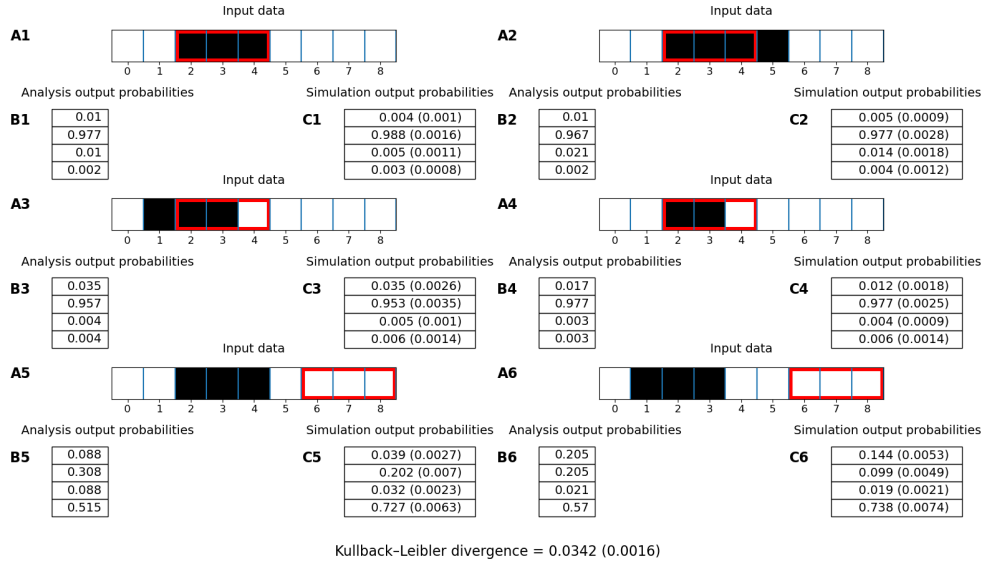 Input data Input data
A1 A2
0 1 2 3 4 5 6 7 8 0 1 2 3 4 5 6 7 8
Analysis output probabilities Simulation output probabilities Analysis output probabilities Simulation output probabilities
B1 0.01 C1 0.004 (0.001) B2 0.01 C2 0.005 (0.0009)
0.977 0.988 (0.0016) 0.967 0.977 (0.0028)
0.01 0.005 (0.0011) 0.021 0.014 (0.0018)
0.002 0.003 (0.0008) 0.002 0.004 (0.0012)
Input data Input data
A3 A4
0 1 2 3 4 5 6 7 8 0 1 2 3 4 5 6 7 8
Analysis output probabilities Simulation output probabilities Analysis output probabilities Simulation output probabilities
B3 0.035 C3 0.035 (0.0026) B4 0.017 C4 0.012 (0.0018)
0.957 0.953 (0.0035) 0.977 0.977 (0.0025)
0.004 0.005 (0.001) 0.003 0.004 (0.0009)
0.004 0.006 (0.0014) 0.003 0.006 (0.0014)
Input data Input data
A5 A6
0 1 2 3 4 5 6 7 8 0 1 2 3 4 5 6 7 8
Analysis output probabilities Simulation output probabilities Analysis output probabilities Simulation output probabilities
B5 0.088 C5 0.039 (0.0027) B6 0.205 C6 0.144 (0.0053)
0.308 0.202 (0.007) 0.205 0.099 (0.0049)
0.088 0.032 (0.0023) 0.021 0.019 (0.0021)
0.515 0.727 (0.0063) 0.57 0.738 (0.0074)
Kullback–Leibler divergence = 0.0342 (0.0016)